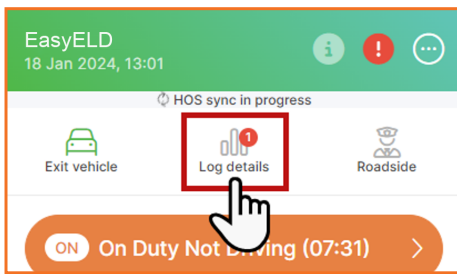 EasyELD
18 Jan 2024, 13:01
i ! ...
HOS sync in progress
1
Exit vehicle Log details Roadside
ON On Duty Not Driving (07:31) >